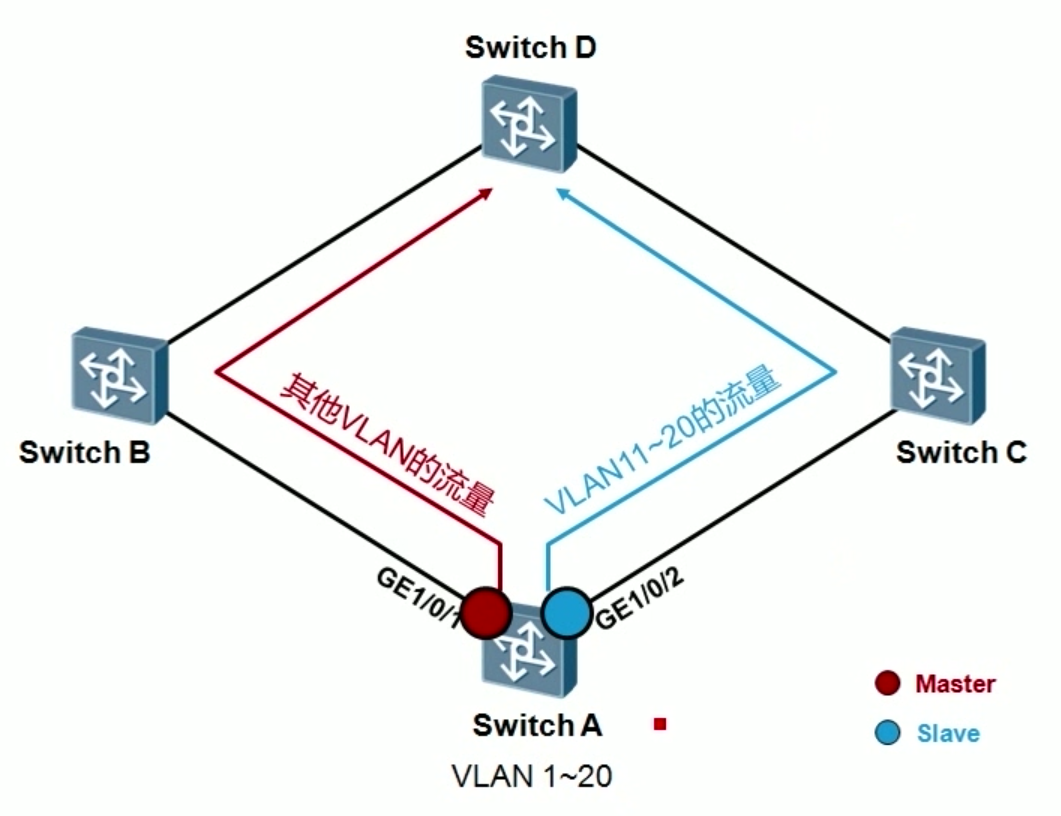 Switch D
其他VLAN的流量
VLAN11~20的流量
Switch B
Switch C
GE1/0/1
GE1/0/2
Master
Switch A
Slave
VLAN 1~20